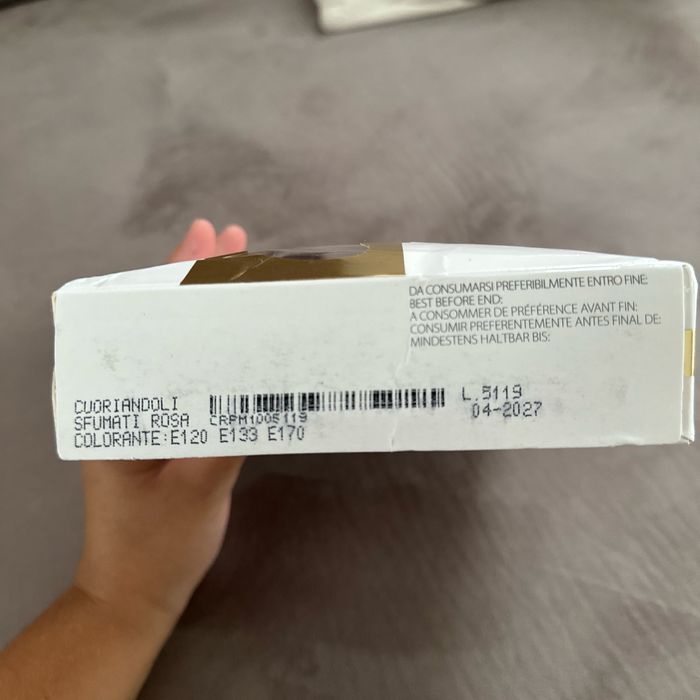 DA CONSUMARSI PREFERIBILMENTE ENTRO FINE:
BEST BEFORE END:
A CONSOMMER DE PRÉFÉRENCE AVANT FIN:
CONSUMIR PREFERENTEMENTE ANTES FINAL DE:
MINDESTENS HALTBAR BIS:
CUORIANDOLI
SFUMATI ROSA
COLORANTE:E120 E133 E170
CRPM1005119
L.5119
04-2027